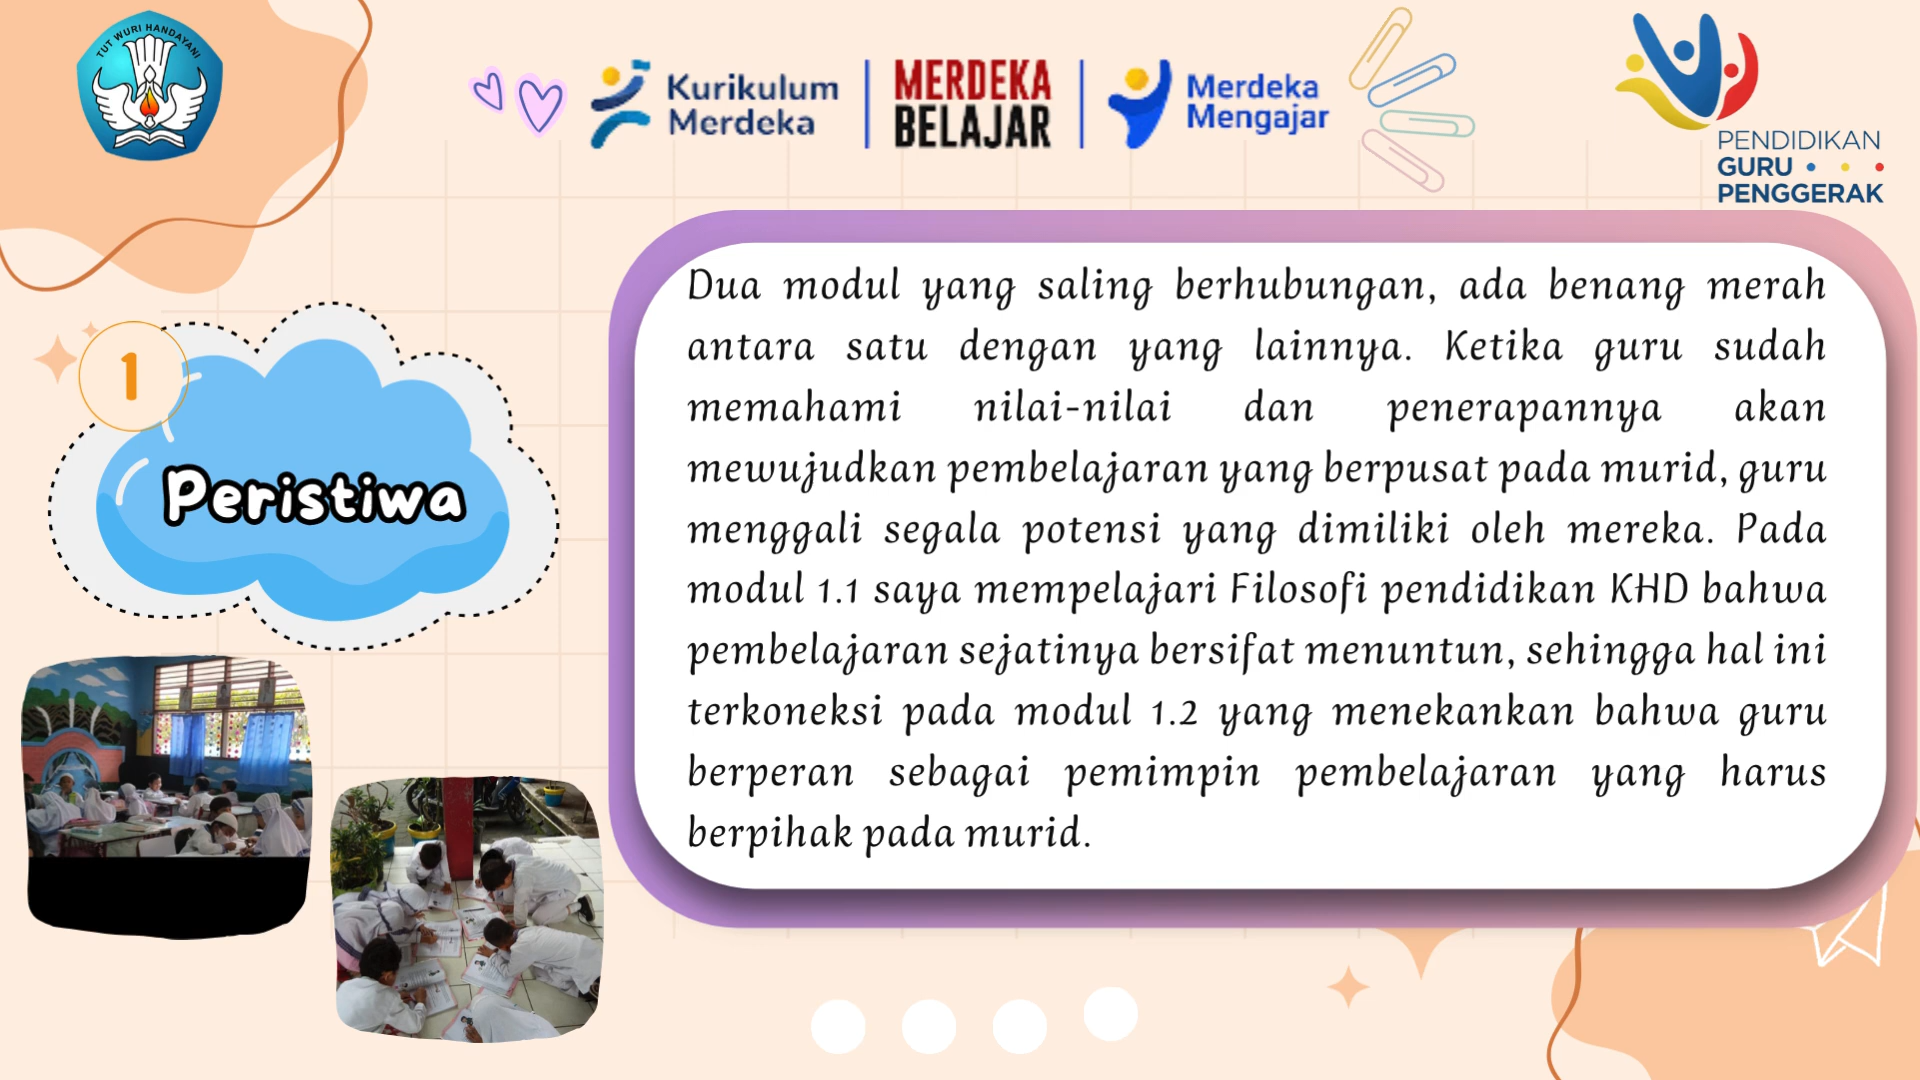 TUT WURI HANDAYANI
Kurikulum
Merdeka
MERDEKA
BELAJAR
Merdeka
Mengajar
PENDIDIKAN
GURU
PENGGERAK
1
Peristiwa
Dua modul yang saling berhubungan, ada benang merah
antara satu dengan yang lainnya. Ketika guru sudah
memahami nilai-nilai dan penerapannya akan
mewujudkan pembelajaran yang berpusat pada murid, guru
menggali segala potensi yang dimiliki oleh mereka. Pada
modul 1.1 saya mempelajari Filosofi pendidikan KHD bahwa
pembelajaran sejatinya bersifat menuntun, sehingga hal ini
terkoneksi pada modul 1.2 yang menekankan bahwa guru
berperan sebagai pemimpin pembelajaran yang harus
berpihak pada murid.